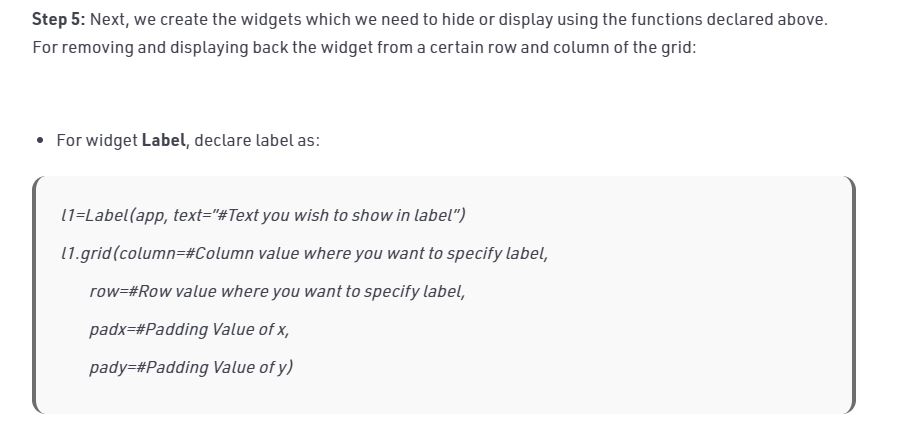 Step 5: Next, we create the widgets which we need to hide or display using the functions declared above.
For removing and displaying back the widget from a certain row and column of the grid:
• For widget Label, declare label as:
l1=Label(app, text=”#Text you wish to show in label”)
l1.grid(column=#Column value where you want to specify label,
row=#Row value where you want to specify label,
padx=#Padding Value of x,
pady=#Padding Value of y)